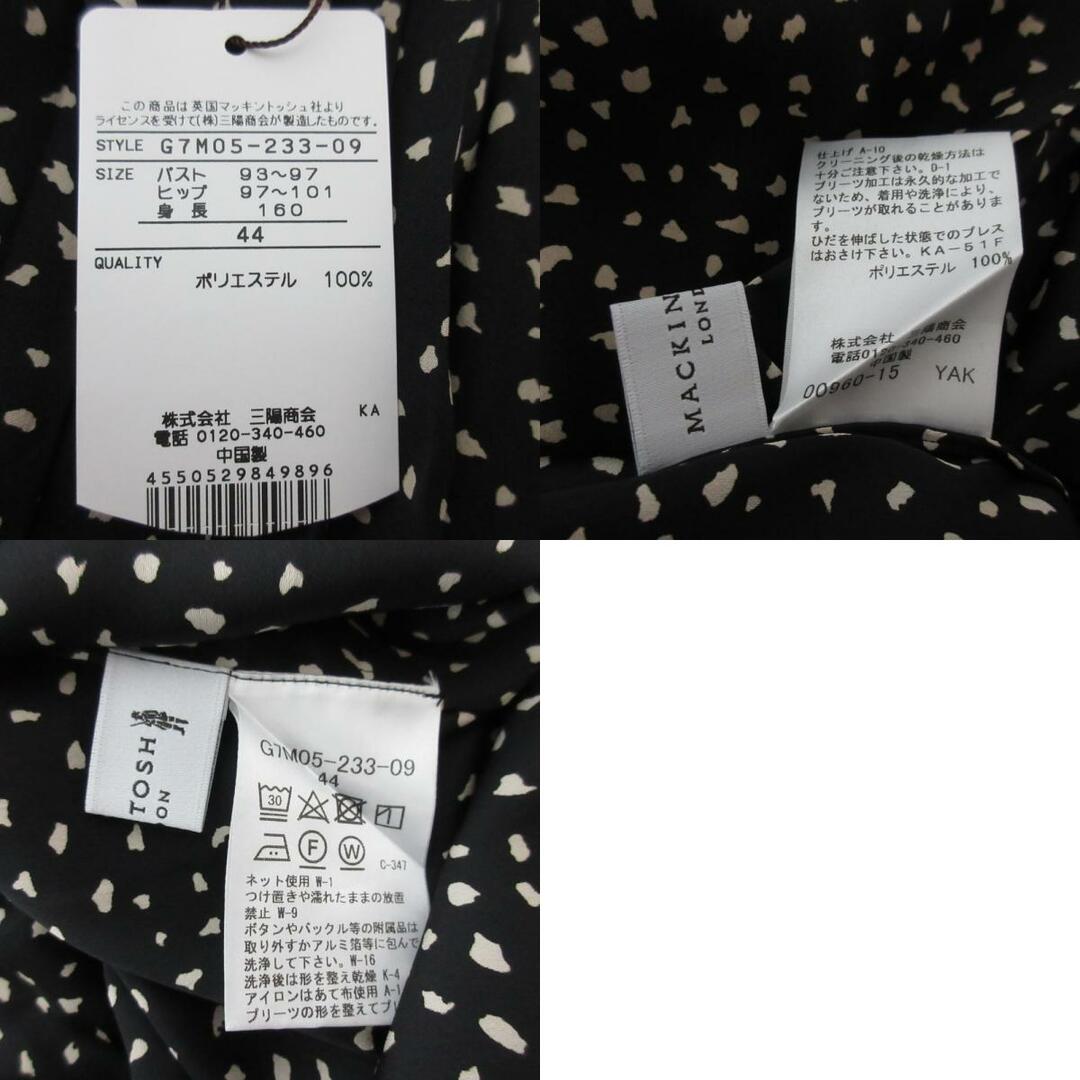 この商品は英国マッキントッシュ社より
ライセンスを受けて(株)三陽商会が製造したものです。
STYLE G7M05-233-09
SIZE バスト 93～97
ヒップ 97～101
身長 160
44
QUALITY
ポリエステル 100%
株式会社 三陽商会 KA
電話 0120-340-460
中国製
4550529849896
仕上げ A-10
クリーニング後の乾燥方法は
十分ご注意下さい。D-1
プリーツ加工は永久的な加工で
ないため、着用や洗浄により、
プリーツが取れることがありま
す。
ひだを伸ばした状態でのプレス
はおさけ下さい。KA-51F
ポリエステル 100%
株式会社 三陽商会
電話0120-340-460
中国製
00960-15 YAK
MACKIN
LOND
TOSH
ON
G7M05-233-09
44
30
1
F W
C-347
ネット使用 W-1
つけ置きや濡れたままの放置
禁止 W-9
ボタンやバックル等の附属品は
取り外すかアルミ箔等に包んで
洗浄して下さい。W-16
洗浄後は形を整え乾燥 K-4
アイロンはあて布使用 A-1
プリーツの形を整えてプレ